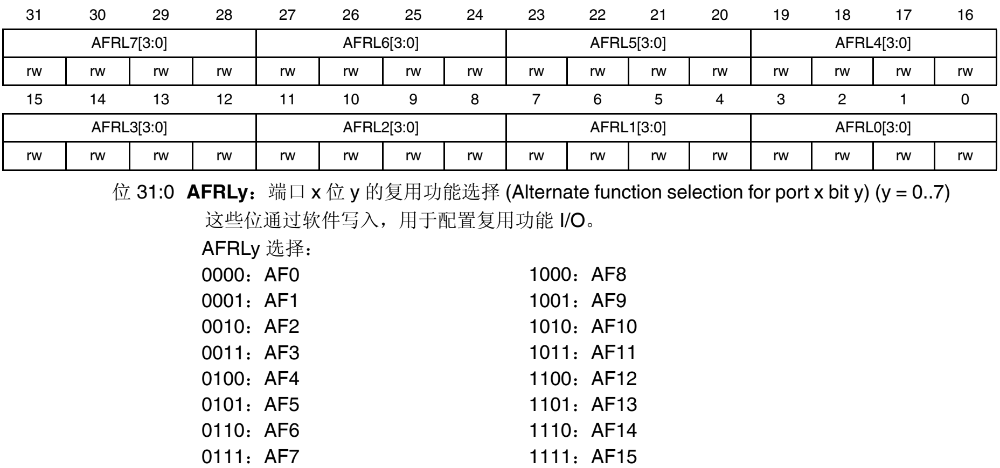 31 30 29 28 27 26 25 24 23 22 21 20 19 18 17 16
AFRL7[3:0] AFRL6[3:0] AFRL5[3:0] AFRL4[3:0]
rw rw rw rw rw rw rw rw rw rw rw rw rw rw rw rw
15 14 13 12 11 10 9 8 7 6 5 4 3 2 1 0
AFRL3[3:0] AFRL2[3:0] AFRL1[3:0] AFRL0[3:0]
rw rw rw rw rw rw rw rw rw rw rw rw rw rw rw rw
位 31:0 AFRLy：端口 x 位 y 的复用功能选择 (Alternate function selection for port x bit y) (y = 0..7)
这些位通过软件写入，用于配置复用功能 I/O。
AFRLy 选择：
0000：AF0 1000：AF8
0001：AF1 1001：AF9
0010：AF2 1010：AF10
0011：AF3 1011：AF11
0100：AF4 1100：AF12
0101：AF5 1101：AF13
0110：AF6 1110：AF14
0111：AF7 1111：AF15